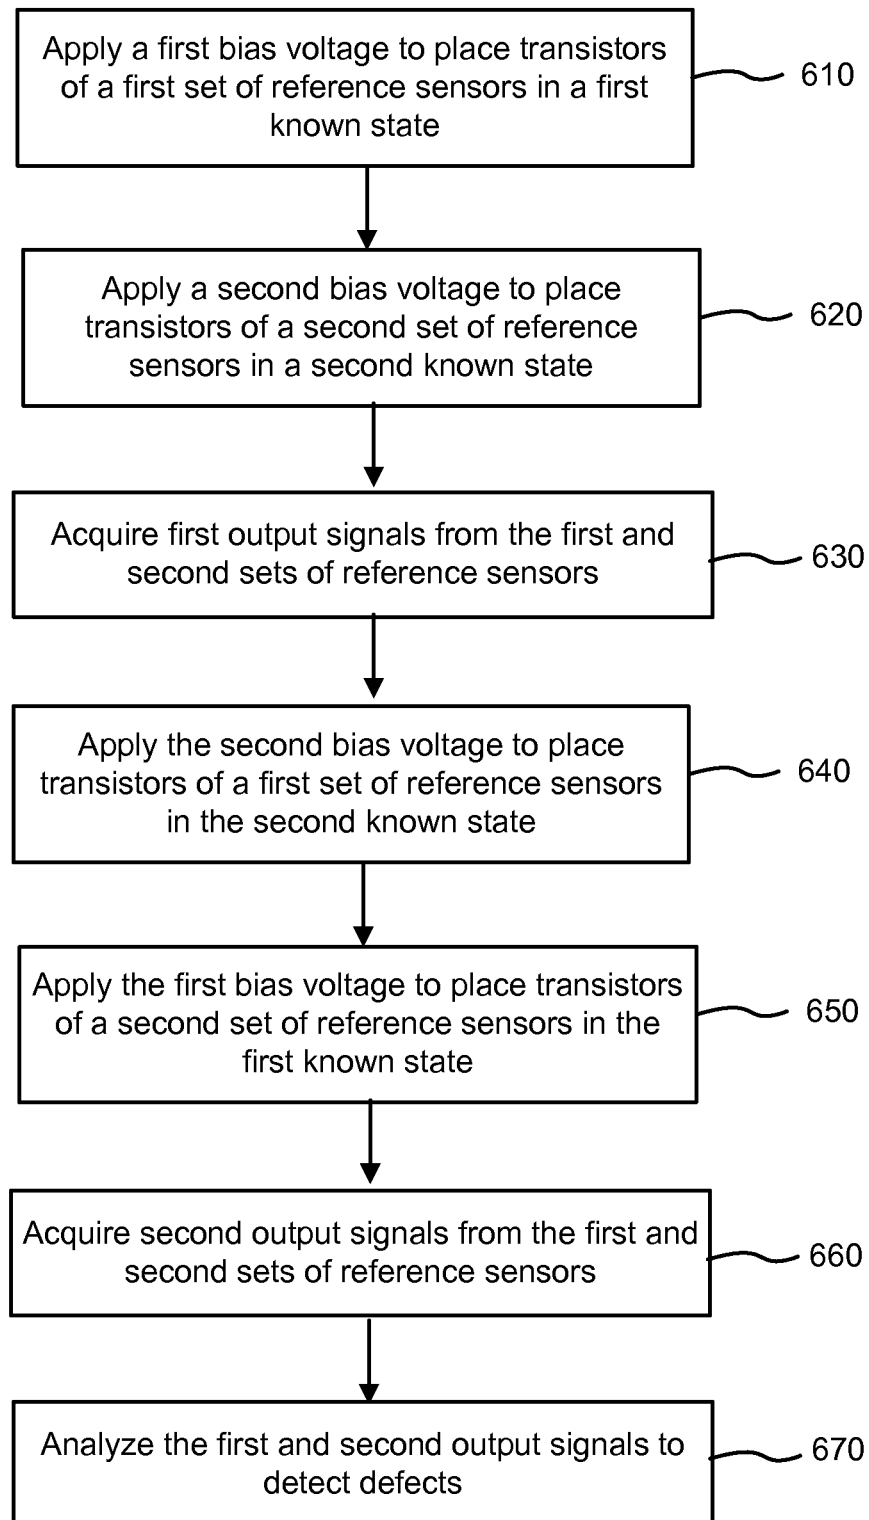 Apply a first bias voltage to place transistors
of a first set of reference sensors in a first
known state
610
Apply a second bias voltage to place
transistors of a second set of reference
sensors in a second known state
620
Acquire first output signals from the first and
second sets of reference sensors
630
Apply the second bias voltage to place
transistors of a first set of reference sensors
in the second known state
640
Apply the first bias voltage to place transistors
of a second set of reference sensors in the
first known state
650
Acquire second output signals from the first and
second sets of reference sensors
660
Analyze the first and second output signals to
detect defects
670